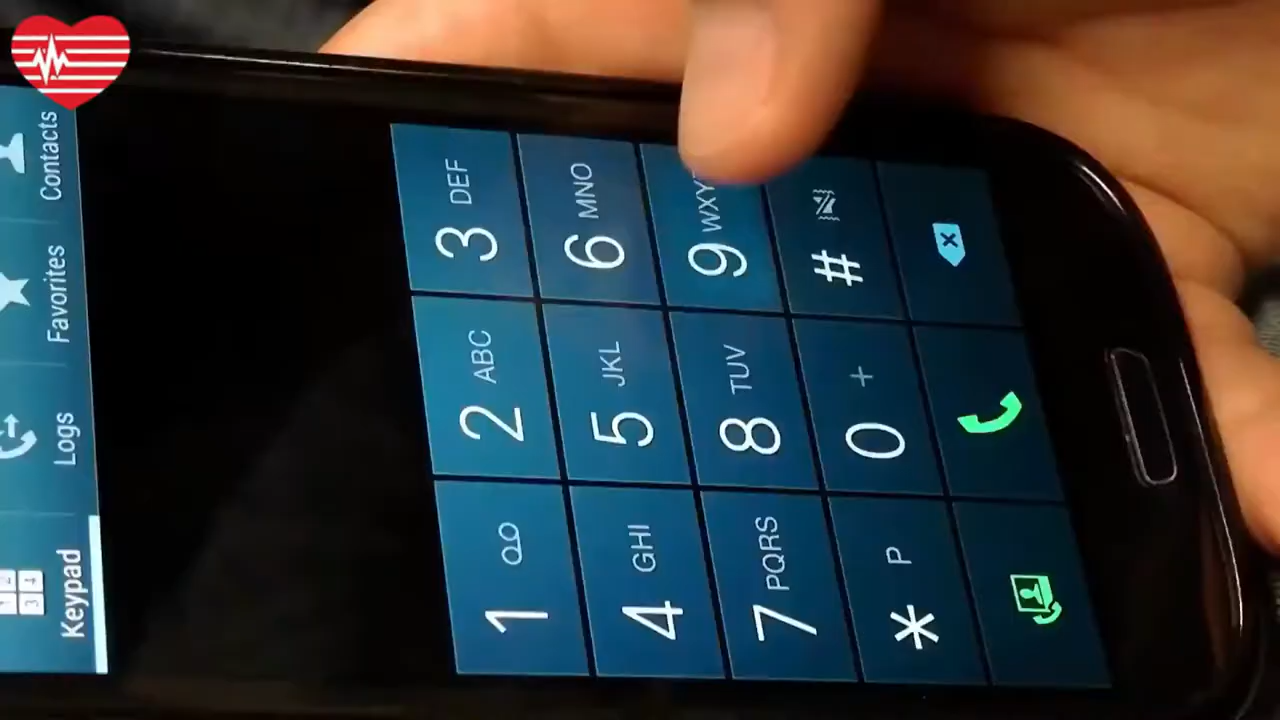 Keypad
Logs
Favorites
Contacts
1
2 ABC
3 DEF
4 GHI
5 JKL
6 MNO
7 PQRS
8 TUV
9 WXY
* P
0 +
#